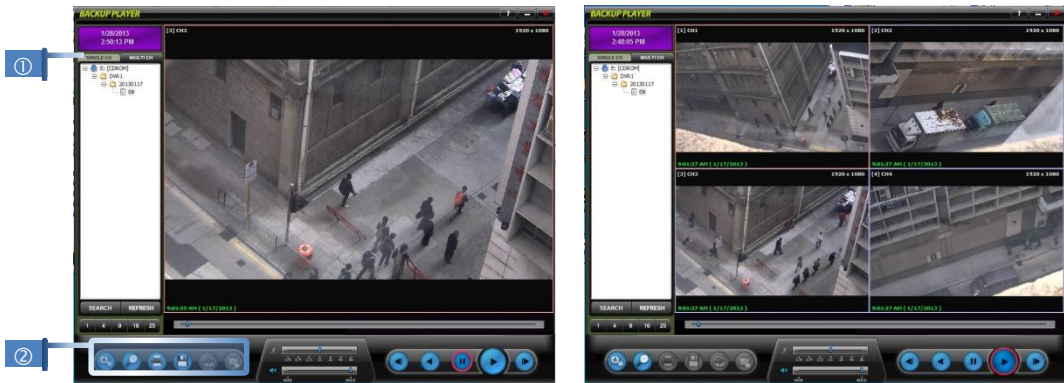 ①
②
BACKUP PLAYER
?
1/28/2013
2:50:13 PM
SINGLE CH MULTI CH
E: [CDROM]
DVR1
20130117
09
[3] CH3 1920 x 1080
9:01:55 AM ( 1/17/2013 )
SEARCH REFRESH
1 4 9 16 25
MIN MAX
BACKUP PLAYER
?
1/28/2013
2:48:05 PM
SINGLE CH MULTI CH
E: [CDROM]
DVR1
20130117
09
[1] CH1 1920 x 1080
[2] CH2 1920 x 1080
9:01:27 AM ( 1/17/2013 )
9:01:27 AM ( 1/17/2013 )
[3] CH3 1920 x 1080
[4] CH4 1920 x 1080
9:01:27 AM ( 1/17/2013 )
9:01:27 AM ( 1/17/2013 )
SEARCH REFRESH
1 4 9 16 25
MIN MAX